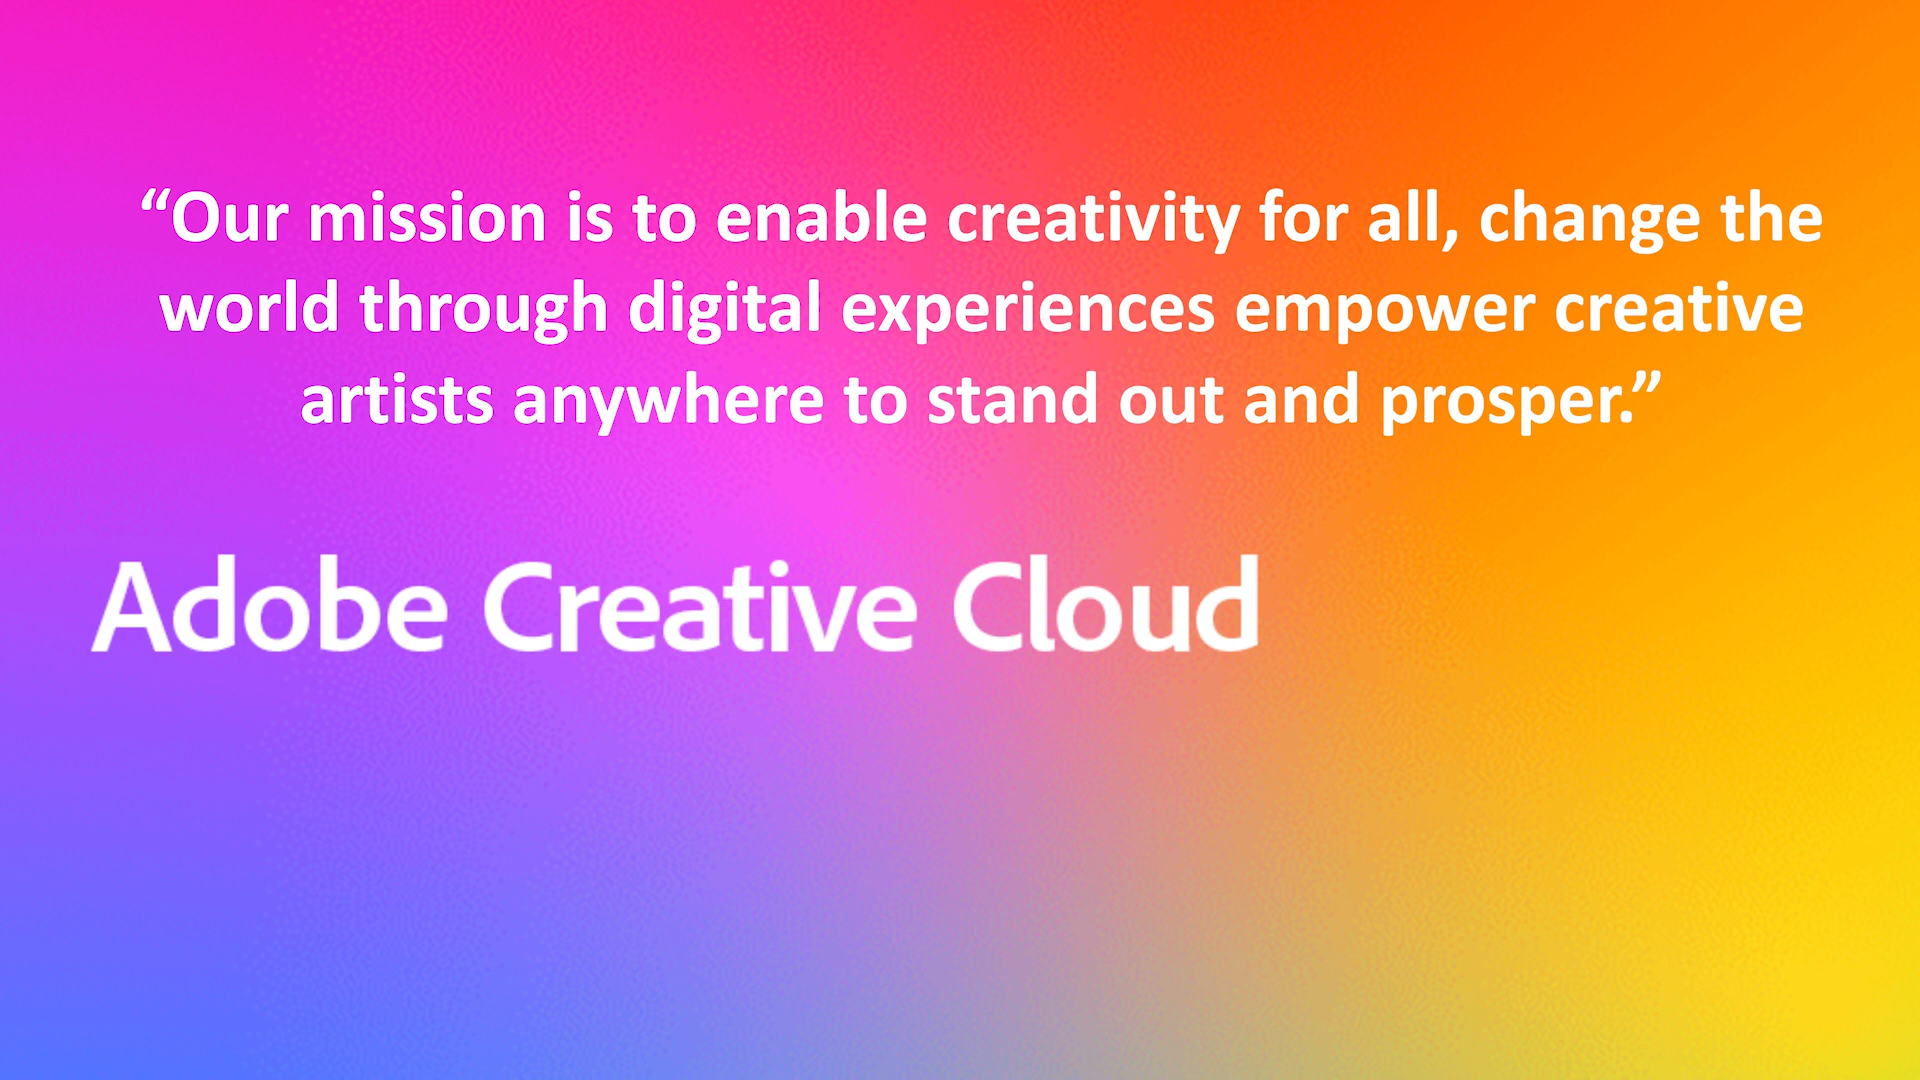 “Our mission is to enable creativity for all, change the
world through digital experiences empower creative
artists anywhere to stand out and prosper.”
Adobe Creative Cloud